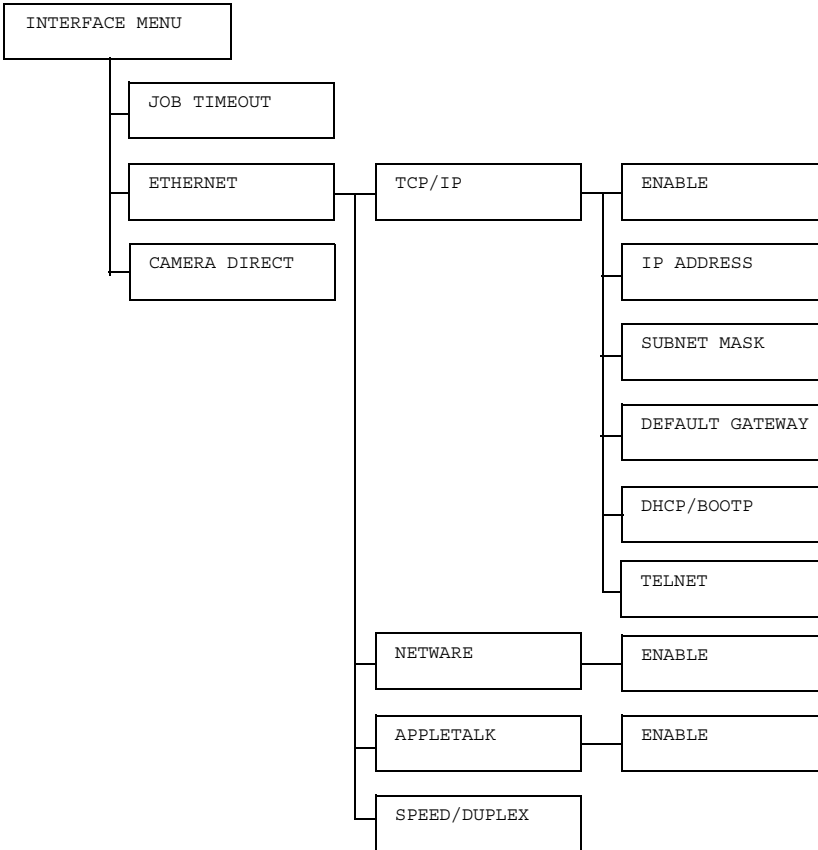 INTERFACE MENU
JOB TIMEOUT
ETHERNET
TCP/IP
ENABLE
CAMERA DIRECT
IP ADDRESS
SUBNET MASK
DEFAULT GATEWAY
DHCP/BOOTP
TELNET
NETWARE
ENABLE
APPLETALK
ENABLE
SPEED/DUPLEX